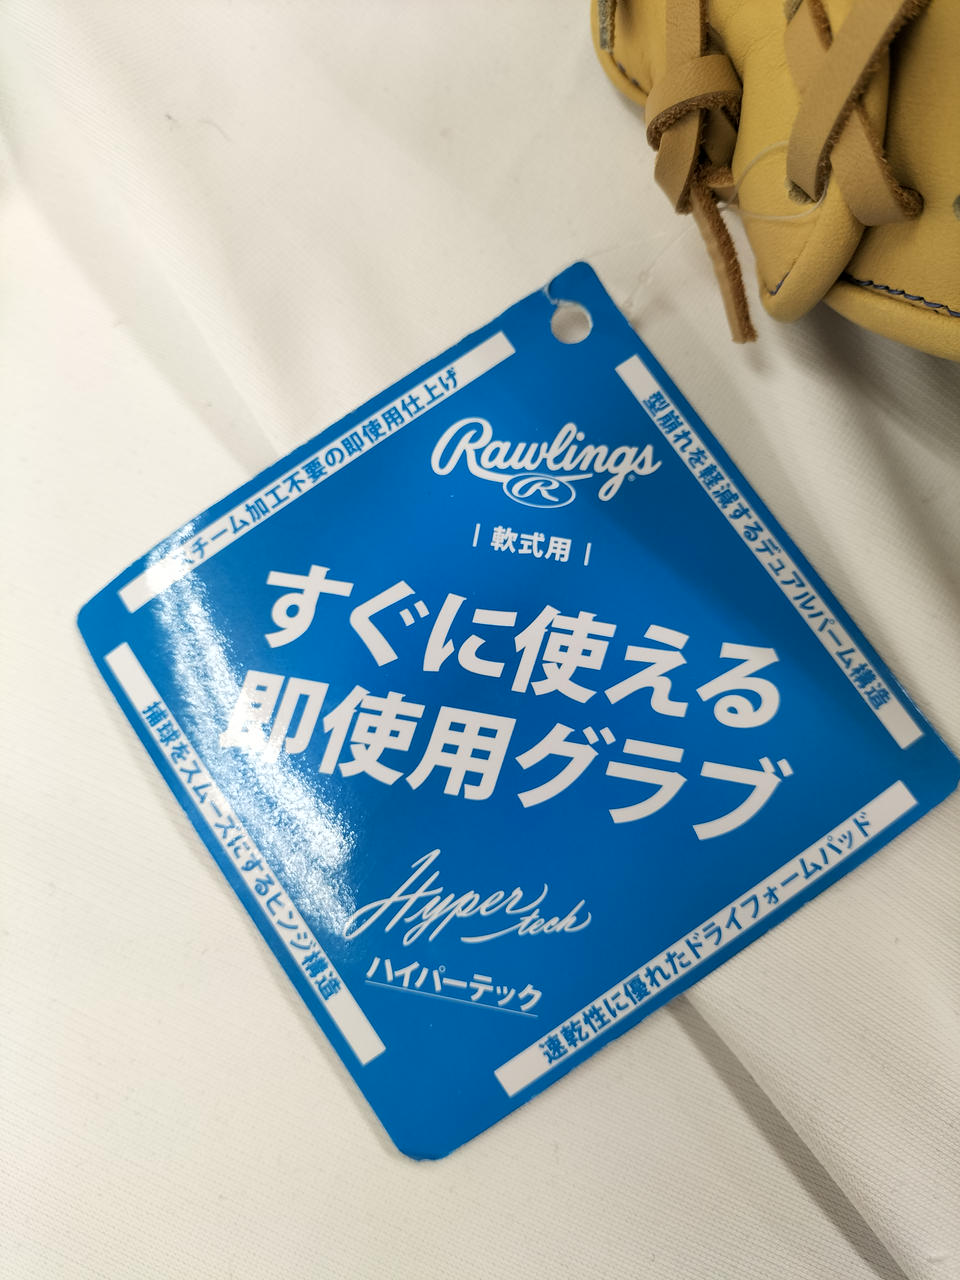 スチーム加工不要の即使用仕上げ
型崩れを軽減するデュアルパーム構造
Rawlings
R
軟式用
すぐに使える
即使用グラブ
Hyper tech
ハイパーテック
捕球をスムーズにするヒンジ構造
速乾性に優れたドライフォームパッド